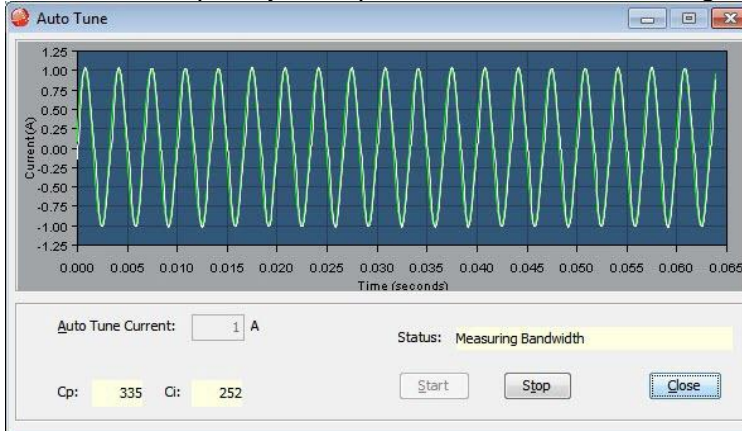 Auto Tune
1.25
1.00
0.75
0.50
0.25
0.00
-0.25
-0.50
-0.75
-1.00
-1.25
Current(A)
0.000 0.005 0.010 0.015 0.020 0.025 0.030 0.035 0.040 0.045 0.050 0.055 0.060 0.065
Time (seconds)
Auto Tune Current: 1 A
Status: Measuring Bandwidth
Cp: 335 Ci: 252
Start Stop Close